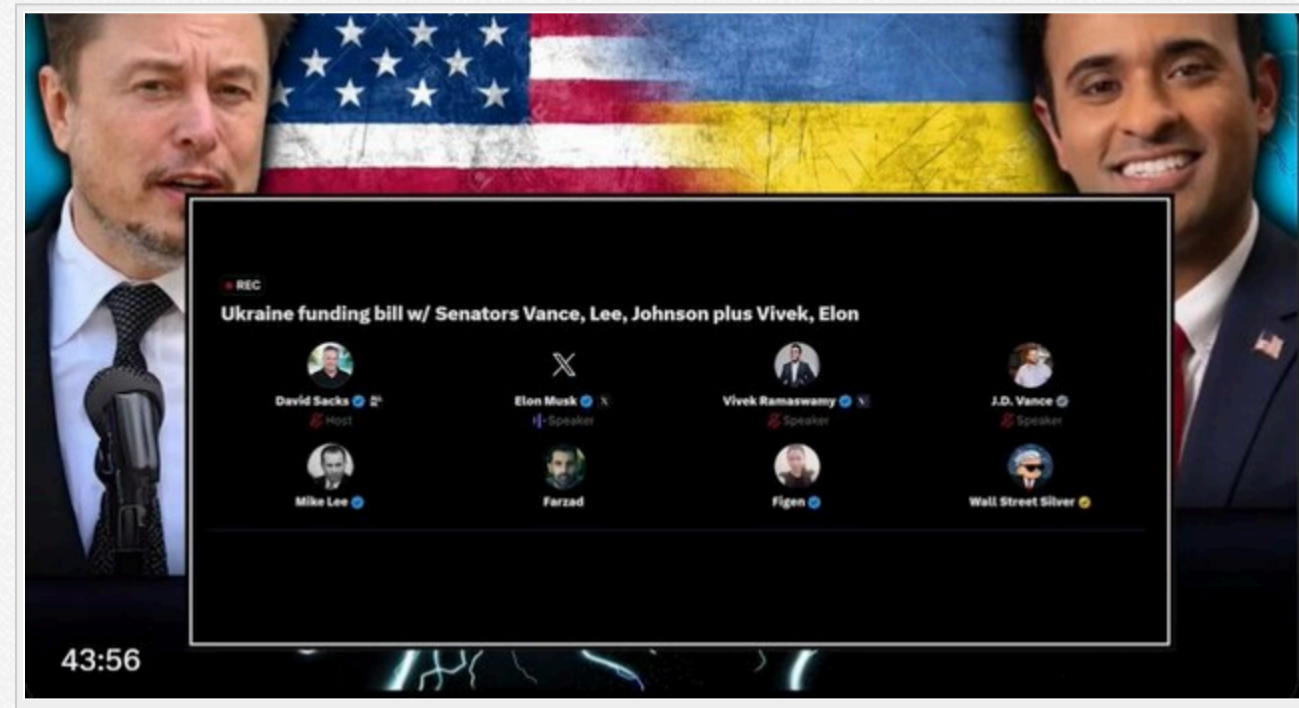 REC
Ukraine funding bill w/ Senators Vance, Lee, Johnson plus Vivek, Elon
David Sacks Elon Musk Vivek Ramaswamy J.D. Vance
Host Speaker Speaker Speaker
Mike Lee Farzad Figen Wall Street Silver
43:56